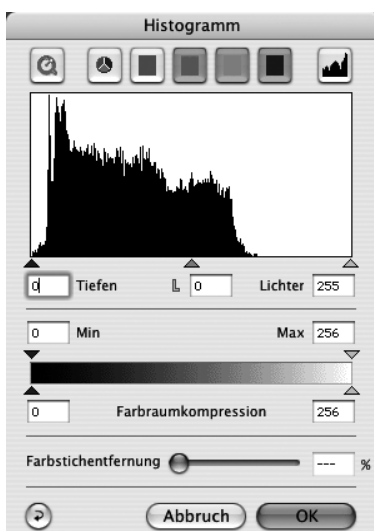 Histogramm
0 Tiefen L 0 Lichter 255
0 Min Max 256
0 Farbraumkompression 256
Farbstichentfernung --- %
Abbruch OK